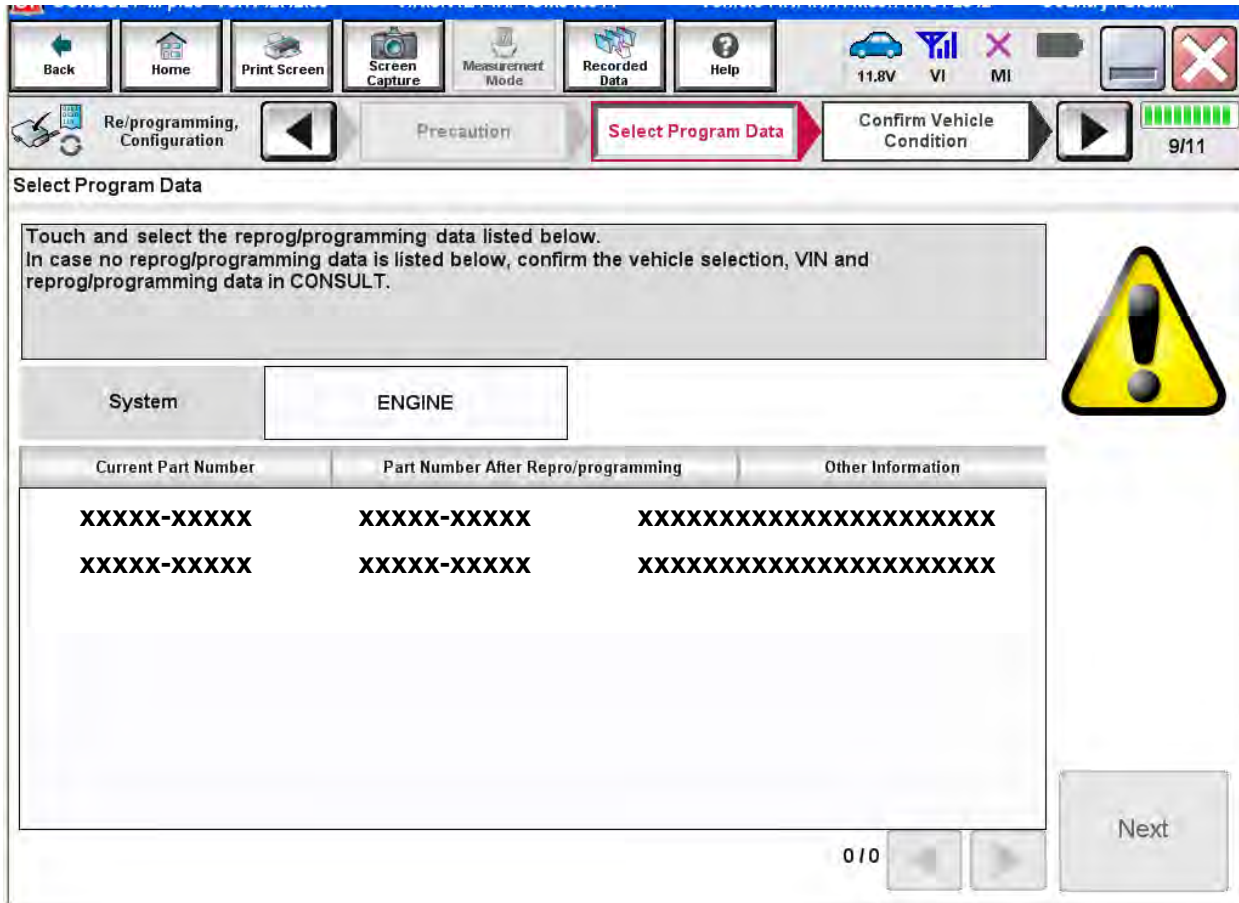 Back
Home
Print Screen
Screen
Capture
Measurement
Mode
Recorded
Data
Help
11.8V
VI
MI
Re/programming,
Configuration
Precaution
Select Program Data
Confirm Vehicle
Condition
9/11
Select Program Data
Touch and select the reprog/programming data listed below.
In case no reprog/programming data is listed below, confirm the vehicle selection, VIN and
reprog/programming data in CONSULT.
System
ENGINE
Current Part Number
Part Number After Repro/programming
Other Information
XXXXX-XXXXX XXXXX-XXXXX XXXXXXXXXXXXXXXXXXXXXX
XXXXX-XXXXX XXXXX-XXXXX XXXXXXXXXXXXXXXXXXXXXX
Next
0/0